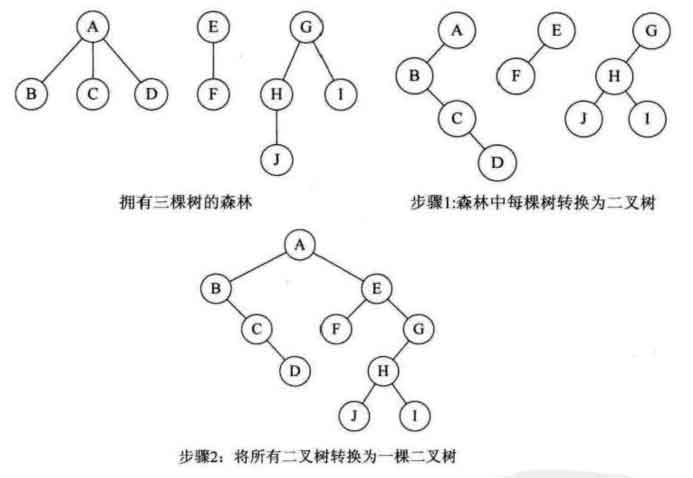 A E G
B C D F H I
J
拥有三棵树的森林
A E G
B F H
C J I
D
步骤1:森林中每棵树转换为二叉树
A
B E
C F G
D H
J I
步骤2：将所有二叉树转换为一棵二叉树